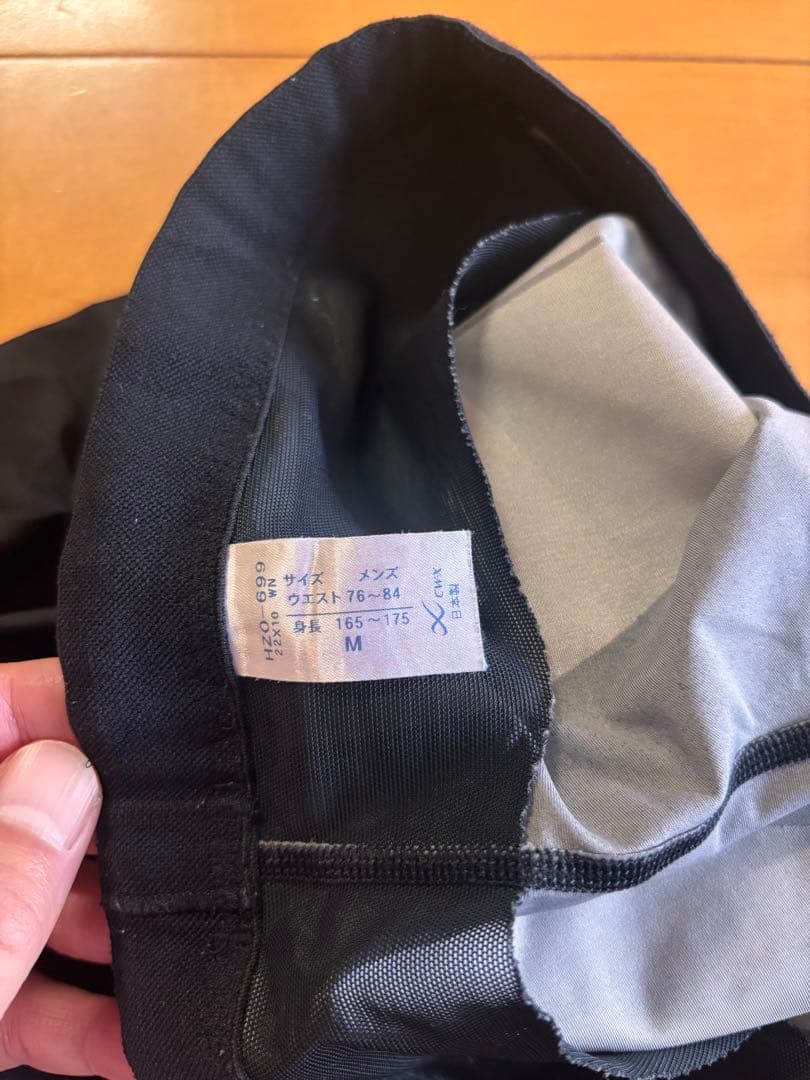 サイズ メンズ
ウエスト 76～84
身長 165～175
M
HZO-699
22X10 WN
CW-X
日本製